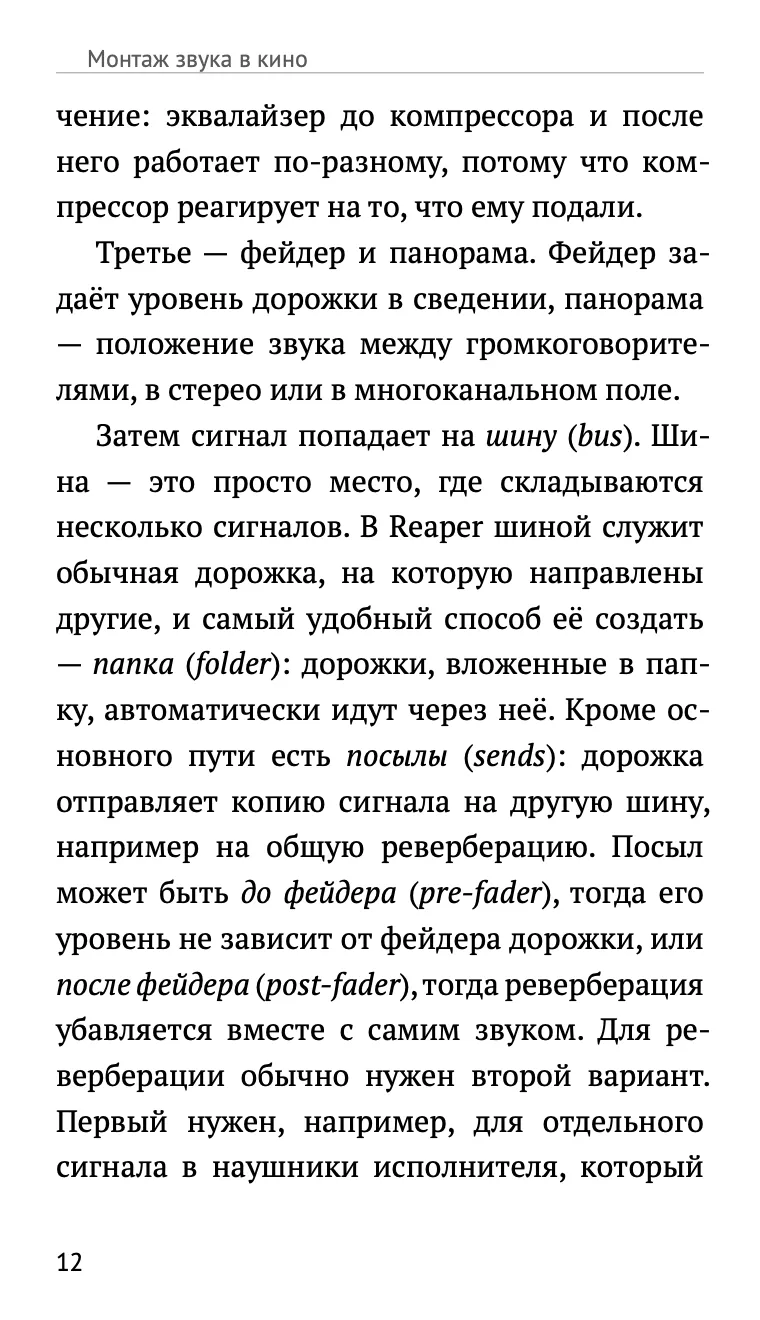 Монтаж звука в кино
чение: эквалайзер до компрессора и после
него работает по-разному, потому что ком-
прессор реагирует на то, что ему подали.
Третье — фейдер и панорама. Фейдер за-
даёт уровень дорожки в сведении, панорама
— положение звука между громкоговорите-
лями, в стерео или в многоканальном поле.
Затем сигнал попадает на шину (bus). Ши-
на — это просто место, где складываются
несколько сигналов. В Reaper шиной служит
обычная дорожка, на которую направлены
другие, и самый удобный способ её создать
— папка (folder): дорожки, вложенные в пап-
ку, автоматически идут через неё. Кроме ос-
новного пути есть посылы (sends): дорожка
отправляет копию сигнала на другую шину,
например на общую реверберацию. Посыл
может быть до фейдера (pre-fader), тогда его
уровень не зависит от фейдера дорожки, или
после фейдера (post-fader), тогда реверберация
убавляется вместе с самим звуком. Для ре-
верберации обычно нужен второй вариант.
Первый нужен, например, для отдельного
сигнала в наушники исполнителя, который
12